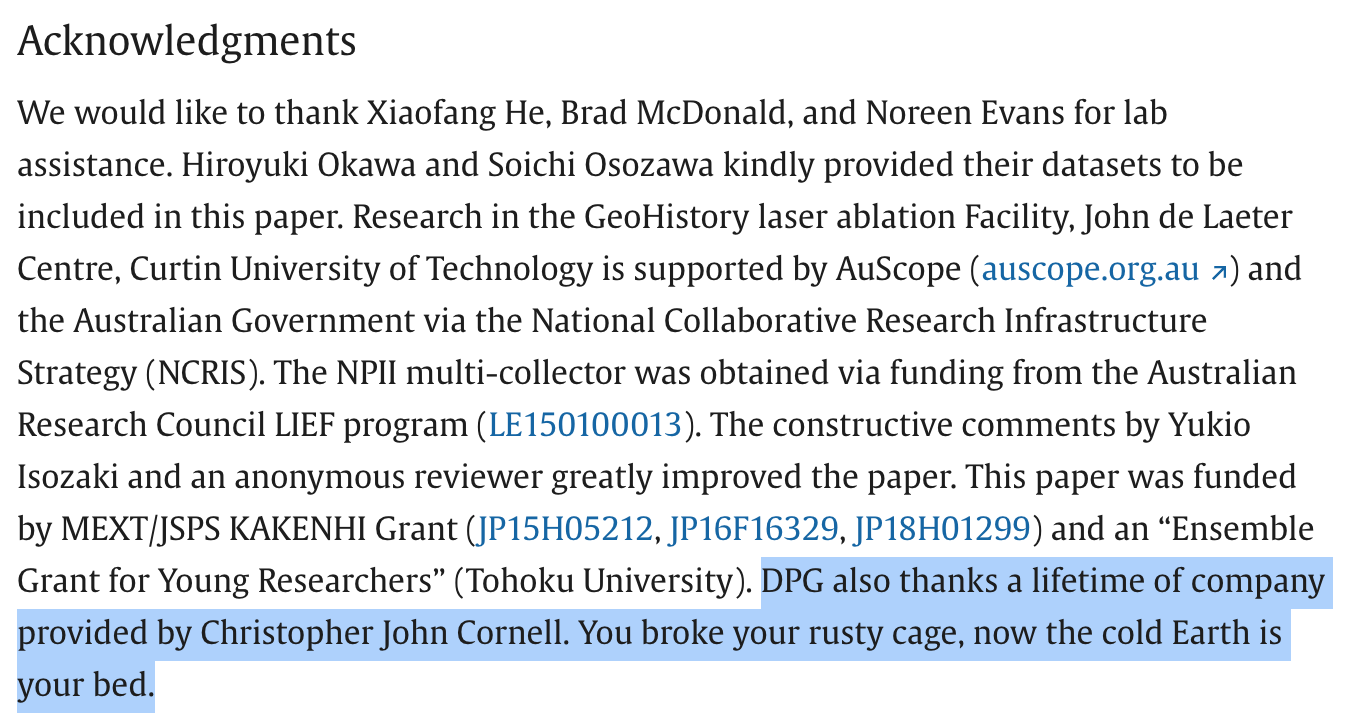 Acknowledgments
We would like to thank Xiaofang He, Brad McDonald, and Noreen Evans for lab
assistance. Hiroyuki Okawa and Soichi Osozawa kindly provided their datasets to be
included in this paper. Research in the GeoHistory laser ablation Facility, John de Laeter
Centre, Curtin University of Technology is supported by AuScope (auscope.org.au ↗) and
the Australian Government via the National Collaborative Research Infrastructure
Strategy (NCRIS). The NPII multi-collector was obtained via funding from the Australian
Research Council LIEF program (LE150100013). The constructive comments by Yukio
Isozaki and an anonymous reviewer greatly improved the paper. This paper was funded
by MEXT/JSPS KAKENHI Grant (JP15H05212, JP16F16329, JP18H01299) and an “Ensemble
Grant for Young Researchers” (Tohoku University). DPG also thanks a lifetime of company
provided by Christopher John Cornell. You broke your rusty cage, now the cold Earth is
your bed.